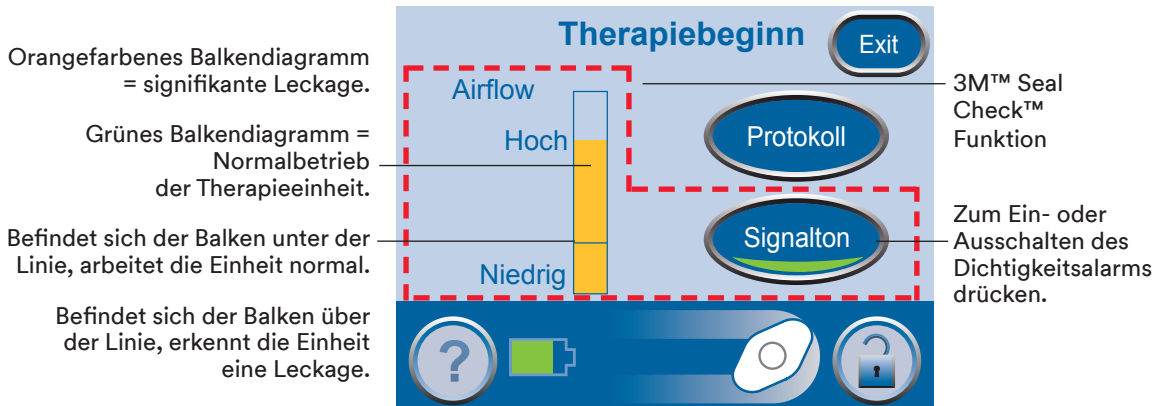 Orangefarbenes Balkendiagramm
= signifikante Leckage.
Grünes Balkendiagramm =
Normalbetrieb
der Therapieeinheit.
Befindet sich der Balken unter der
Linie, arbeitet die Einheit normal.
Befindet sich der Balken über
der Linie, erkennt die Einheit
eine Leckage.
Therapiebeginn
Exit
Airflow
Hoch
Niedrig
Protokoll
Signalton
?
3M™ Seal
Check™
Funktion
Zum Ein- oder
Ausschalten des
Dichtigkeitsalarms
drücken.